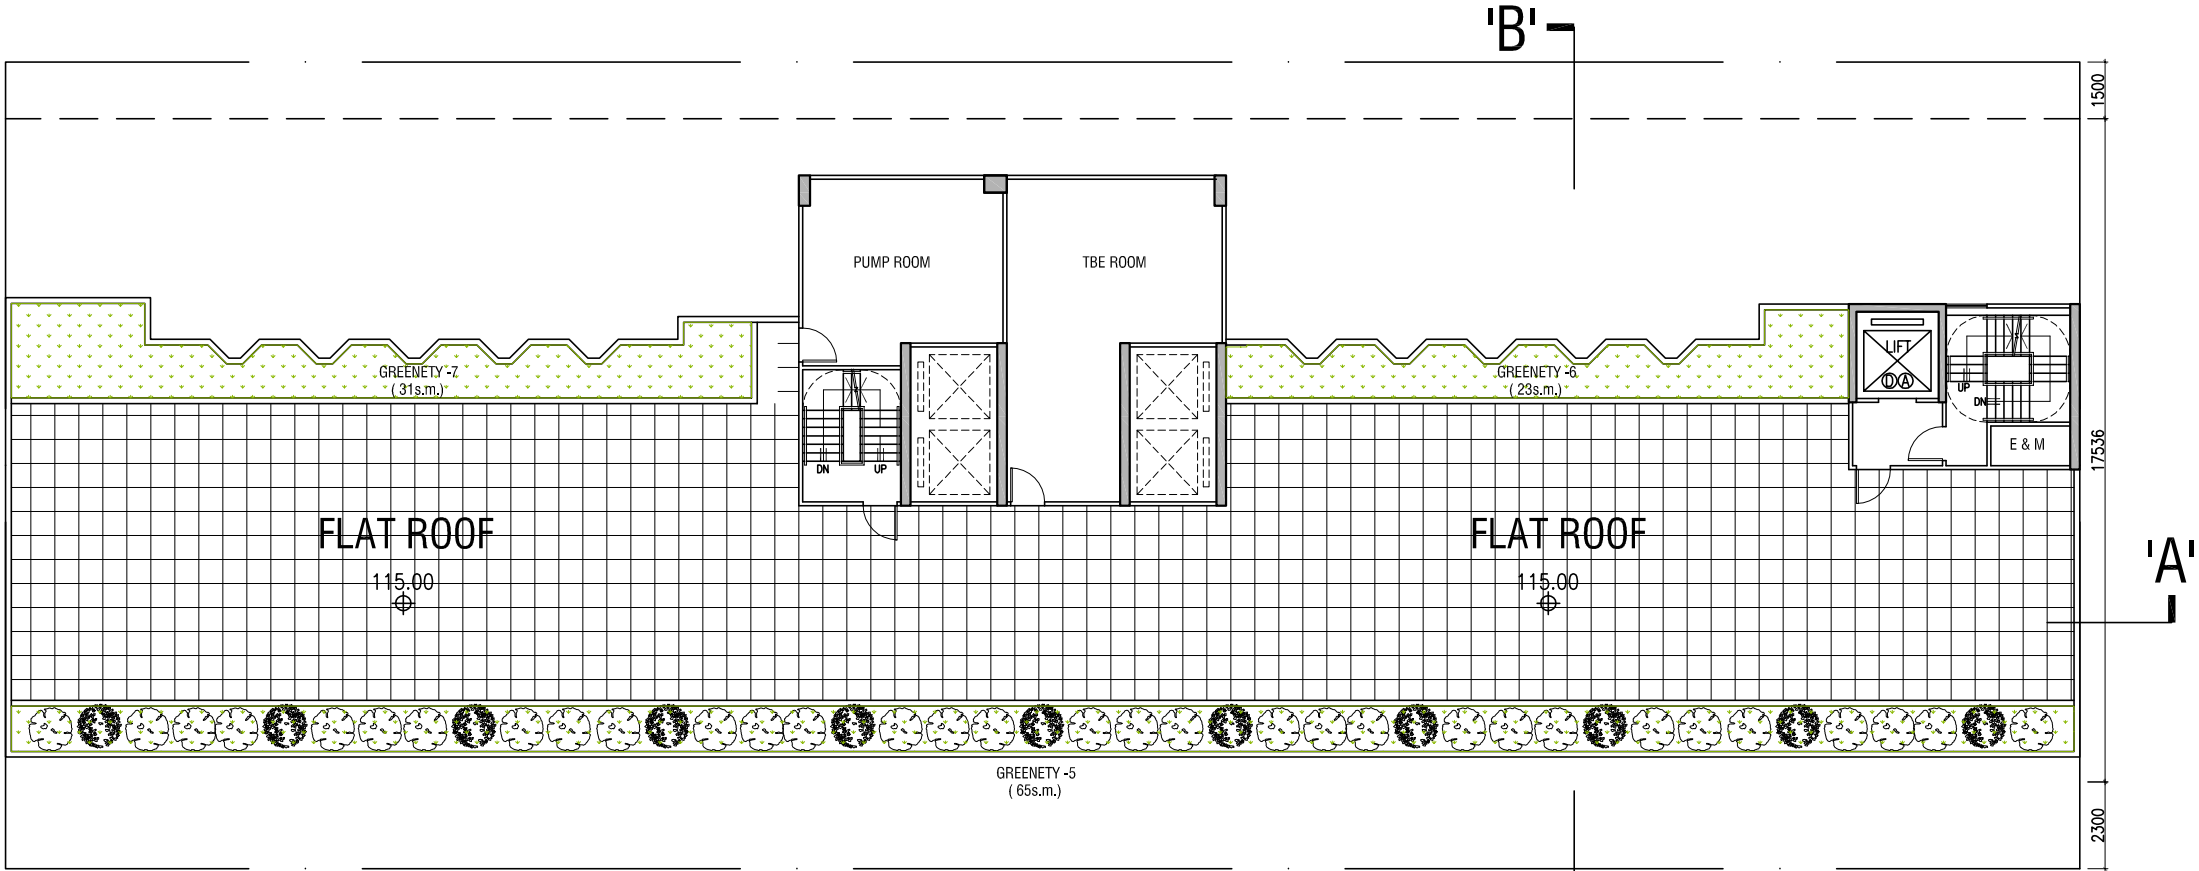 'B'
1500
PUMP ROOM
TBE ROOM
LIFT
D A
GREENETY -7
( 31s.m.)
GREENETY -6
( 23s.m.)
UP
DN
E & M
17536
DN
UP
FLAT ROOF
115.00
FLAT ROOF
115.00
'A'
GREENETY -5
( 65s.m.)
2300